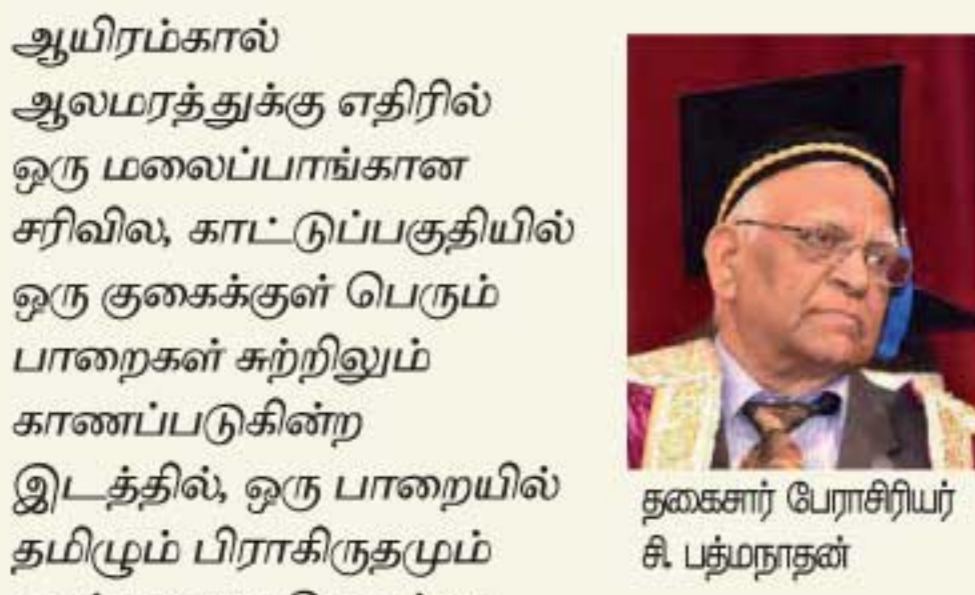 ஆயிரம்கால்
ஆலமரத்துக்கு எதிரில்
ஒரு மலைப்பாங்கான
சரிவில, காட்டுப்பகுதியில்
ஒரு குகைக்குள் பெரும்
பாறைகள் சுற்றிலும்
காணப்படுகின்ற
இடத்தில், ஒரு பாறையில்
தமிழும் பிராகிருதமும்
தகைசார் பேராசிரியர்
சி. பத்மநாதன்